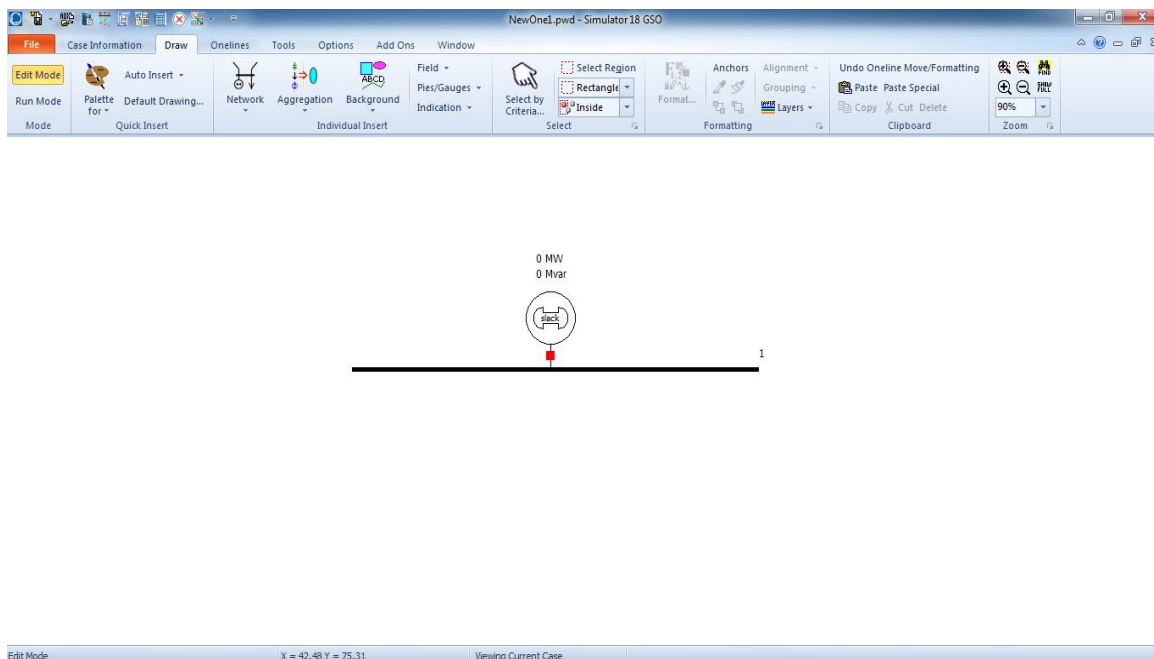 NewOne1.pwd - Simulator 18 GSO
File Case Information Draw Onelines Tools Options Add Ons Window
Edit Mode
Run Mode
Mode
Palette for
Auto Insert
Default Drawing...
Quick Insert
Network
Aggregation
ABCD
Background
Field
Pies/Gauges
Indication
Individual Insert
Select by
Criteria...
Select Region
Rectangle
Inside
Select
Format...
Anchors
Alignment
Grouping
Layers
Formatting
Undo Oneline Move/Formatting
Paste Paste Special
Copy Cut Delete
Clipboard
FIND
SHOW
FULL
90%
Zoom
0 MW
0 Mvar
slack
1
Edit Mode X = 42.48 Y = 75.31 Viewing Current Case